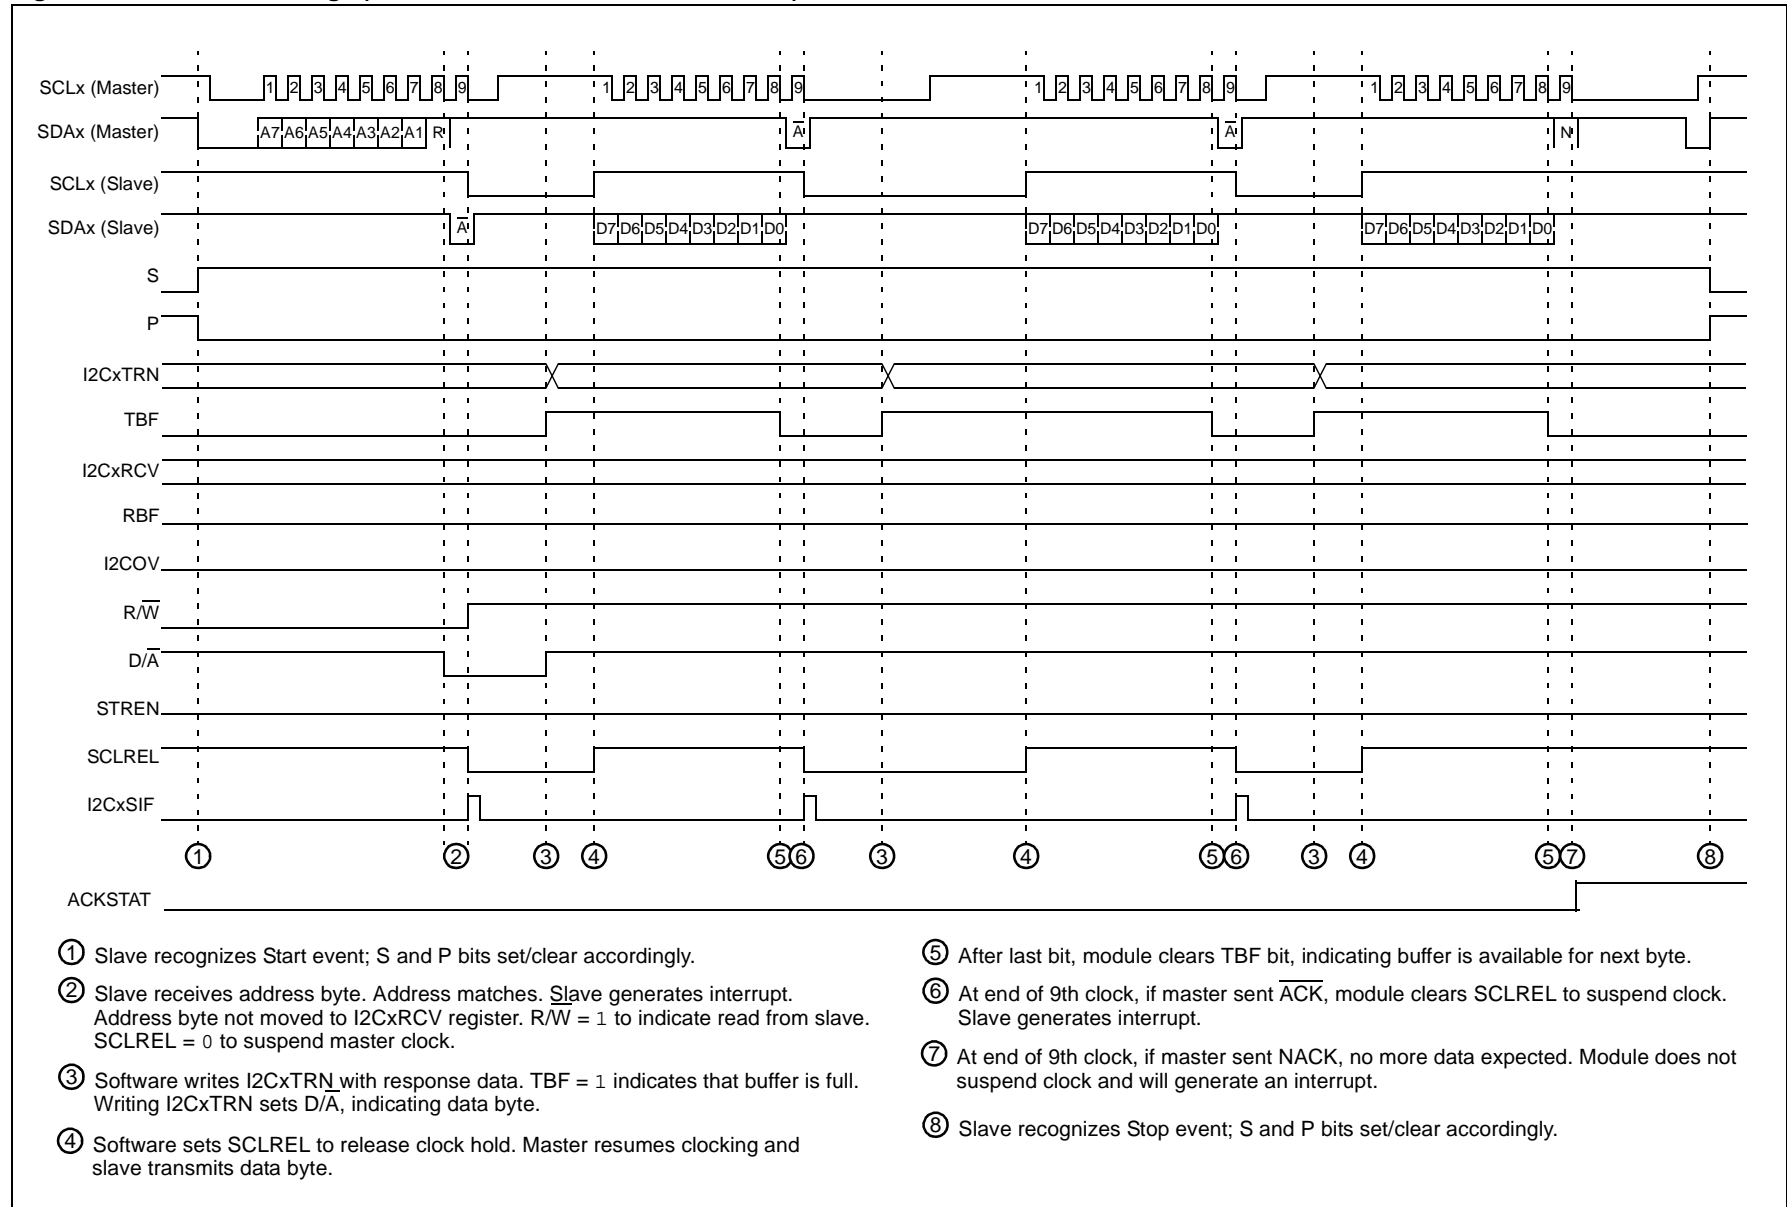 SCLx (Master)
1 2 3 4 5 6 7 8 9 1 2 3 4 5 6 7 8 9 1 2 3 4 5 6 7 8 9 1 2 3 4 5 6 7 8 9
SDAx (Master)
A7 A6 A5 A4 A3 A2 A1 R A A N
SCLx (Slave)
SDAx (Slave)
A D7 D6 D5 D4 D3 D2 D1 D0 D7 D6 D5 D4 D3 D2 D1 D0 D7 D6 D5 D4 D3 D2 D1 D0
S
P
I2CxTRN
TBF
I2CxRCV
RBF
I2COV
R/W
D/A
STREN
SCLREL
I2CxSIF
1 2 3 4 5 6 3 4 5 6 3 4 5 7 8
ACKSTAT
1 Slave recognizes Start event; S and P bits set/clear accordingly.
2 Slave receives address byte. Address matches. Slave generates interrupt.
Address byte not moved to I2CxRCV register. R/W = 1 to indicate read from slave.
SCLREL = 0 to suspend master clock.
3 Software writes I2CxTRN with response data. TBF = 1 indicates that buffer is full.
Writing I2CxTRN sets D/A, indicating data byte.
4 Software sets SCLREL to release clock hold. Master resumes clocking and
slave transmits data byte.
5 After last bit, module clears TBF bit, indicating buffer is available for next byte.
6 At end of 9th clock, if master sent ACK, module clears SCLREL to suspend clock.
Slave generates interrupt.
7 At end of 9th clock, if master sent NACK, no more data expected. Module does not
suspend clock and will generate an interrupt.
8 Slave recognizes Stop event; S and P bits set/clear accordingly.